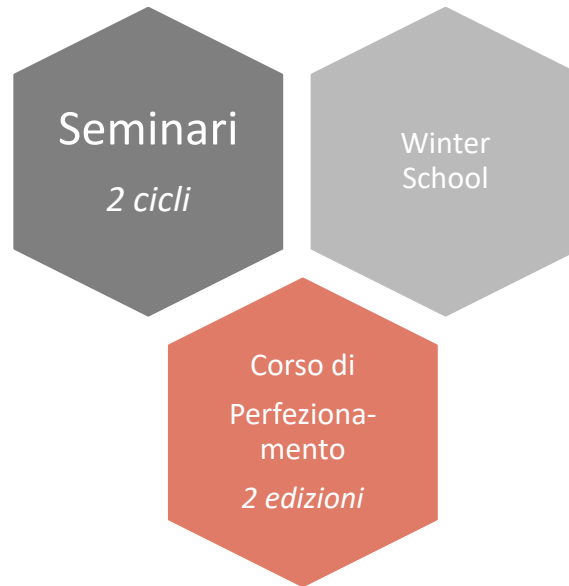 Seminari
2 cicli
Winter
School
Corso di
Perfeziona-
mento
2 edizioni